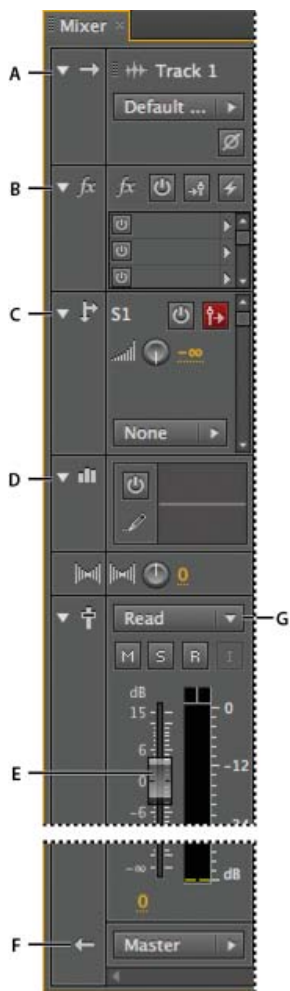 Mixer ×
A
Track 1
Default ...
B
fx fx
C
S1
-∞
None
D
0
Read
G
M S R I
dB
15
0
6
-12
E
0
-6
-∞
dB
0
F
Master